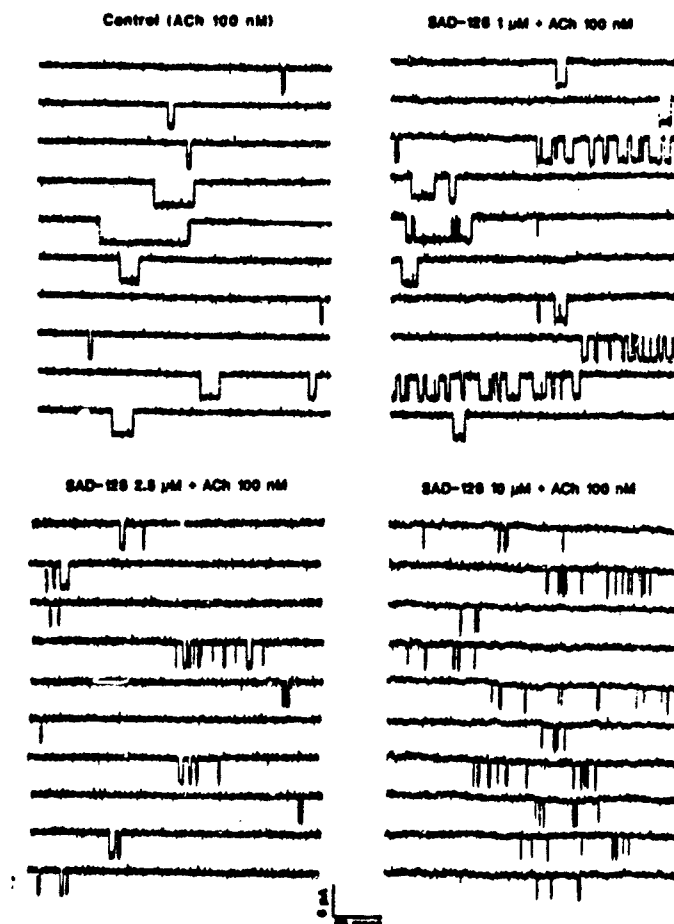 Control (ACh 100 nM)
SAD-128 1 µM + ACh 100 nM
SAD-128 2.5 µM + ACh 100 nM
SAD-128 10 µM + ACh 100 nM
pA